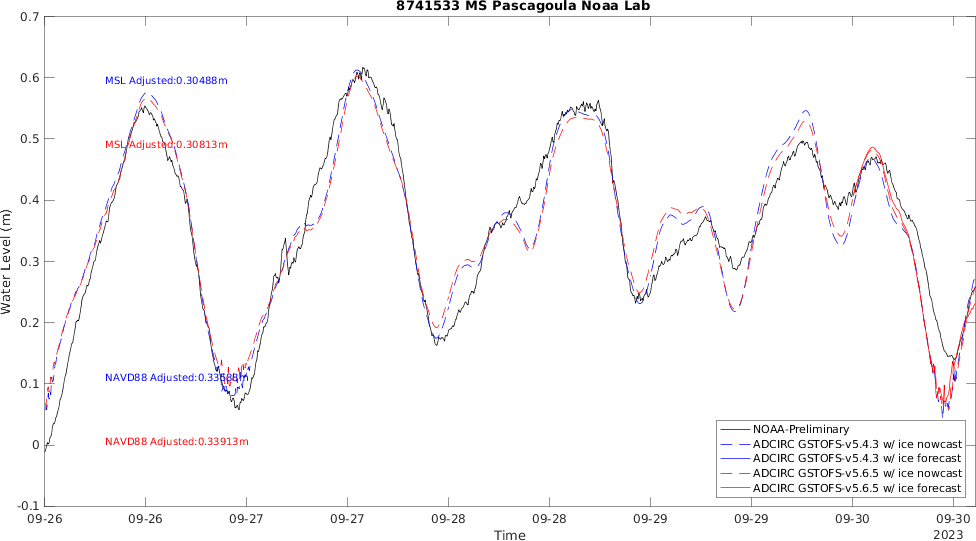 8741533 MS Pascagoula Noaa Lab
0.7
0.6
0.5
0.4
0.3
0.2
0.1
0
-0.1
Water Level (m)
MSL Adjusted:0.30488m
MSL Adjusted:0.30813m
NAVD88 Adjusted:0.33588m
NAVD88 Adjusted:0.33913m
NOAA-Preliminary
ADCIRC GSTOFS-v5.4.3 w/ ice nowcast
ADCIRC GSTOFS-v5.4.3 w/ ice forecast
ADCIRC GSTOFS-v5.6.5 w/ ice nowcast
ADCIRC GSTOFS-v5.6.5 w/ ice forecast
09-26 09-26 09-27 09-27 09-28 09-28 09-29 09-29 09-30 09-30
2023
Time